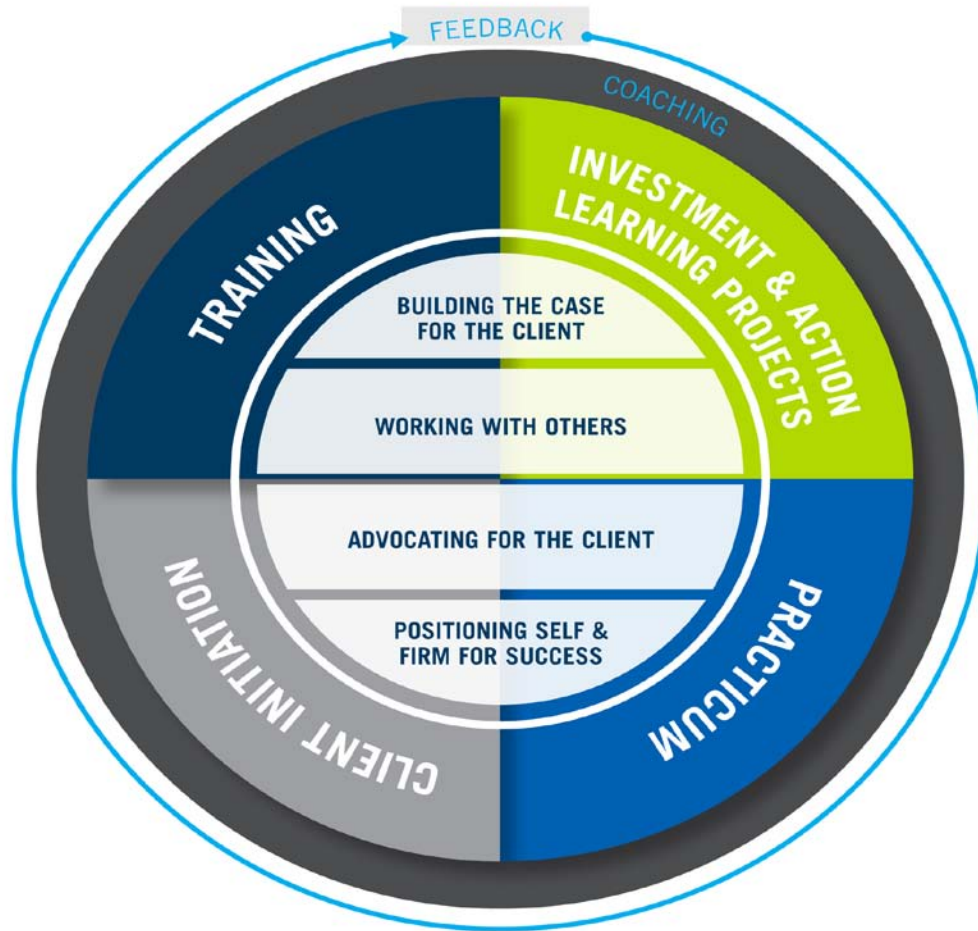 FEEDBACK
COACHING
TRAINING
INVESTMENT & ACTION
LEARNING PROJECTS
BUILDING THE CASE
FOR THE CLIENT
WORKING WITH OTHERS
ADVOCATING FOR THE CLIENT
POSITIONING SELF &
FIRM FOR SUCCESS
CLIENT INITIATION
PRACTICUM